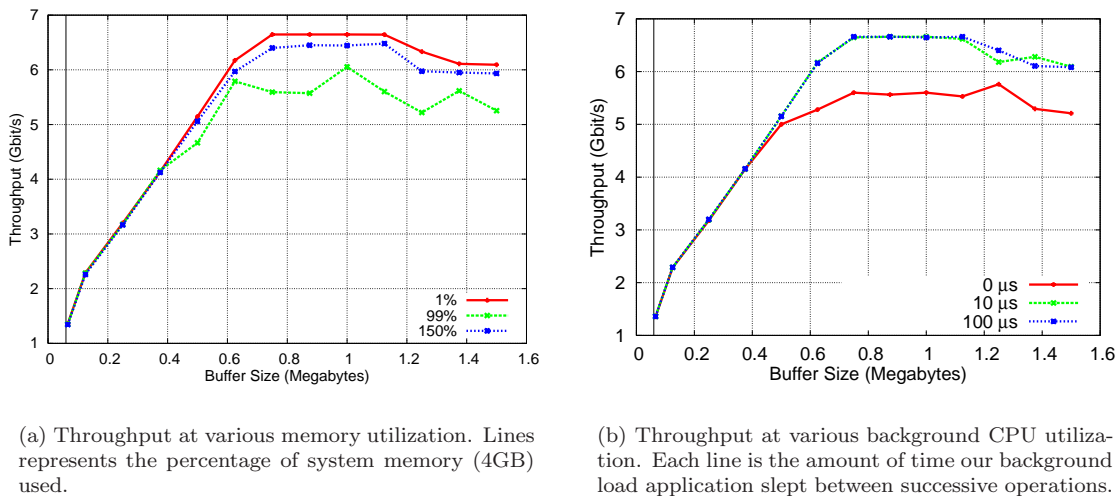 7
6
5
4
3
2
1
Throughput (Gbit/s)
0 0.2 0.4 0.6 0.8 1 1.2 1.4 1.6
Buffer Size (Megabytes)
1%
99%
150%
(a) Throughput at various memory utilization. Lines
represents the percentage of system memory (4GB)
used.
7
6
5
4
3
2
1
Throughput (Gbit/s)
0 0.2 0.4 0.6 0.8 1 1.2 1.4 1.6
Buffer Size (Megabytes)
0 μs
10 μs
100 μs
(b) Throughput at various background CPU utiliza-
tion. Each line is the amount of time our background
load application slept between successive operations.